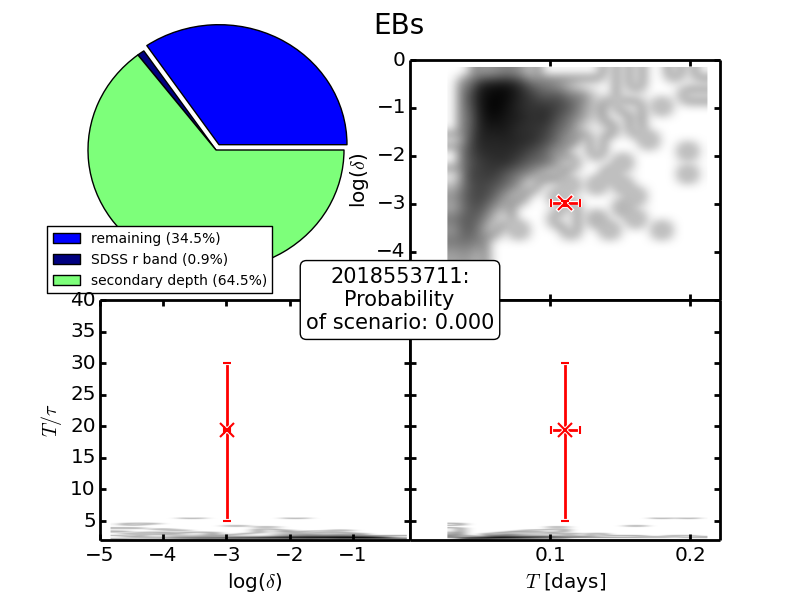 EBs
remaining (34.5%)
SDSS r band (0.9%)
secondary depth (64.5%)
log(δ)
0
−1
−2
−3
−4
2018553711:
Probability
of scenario: 0.000
T/τ
40
35
30
25
20
15
10
5
−5 −4 −3 −2 −1
log(δ)
0.1 0.2
T [days]